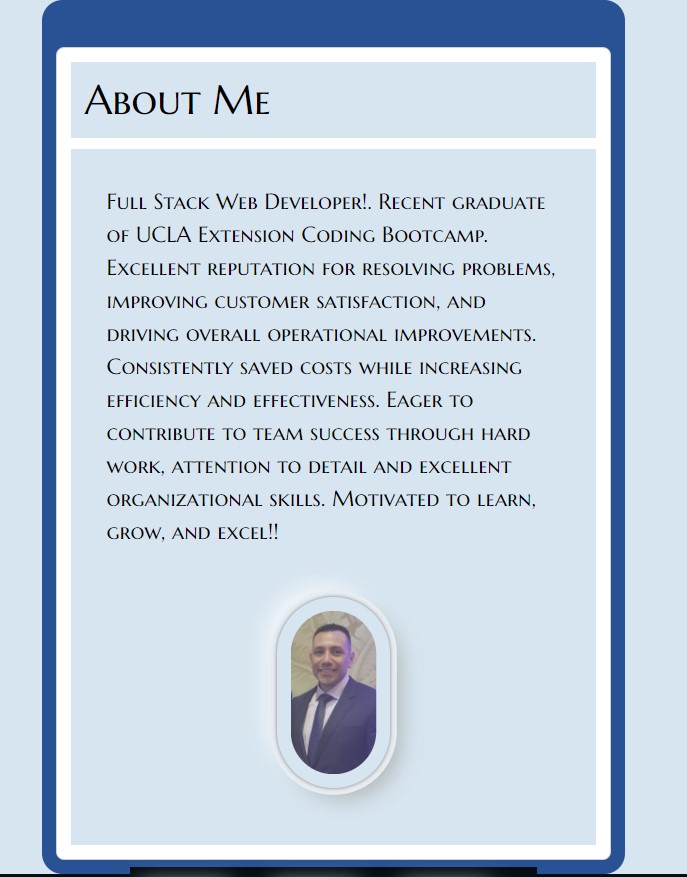 About Me
Full Stack Web Developer!. Recent graduate
of UCLA Extension Coding Bootcamp.
Excellent reputation for resolving problems,
improving customer satisfaction, and
driving overall operational improvements.
Consistently saved costs while increasing
efficiency and effectiveness. Eager to
contribute to team success through hard
work, attention to detail and excellent
organizational skills. Motivated to learn,
grow, and excel!!